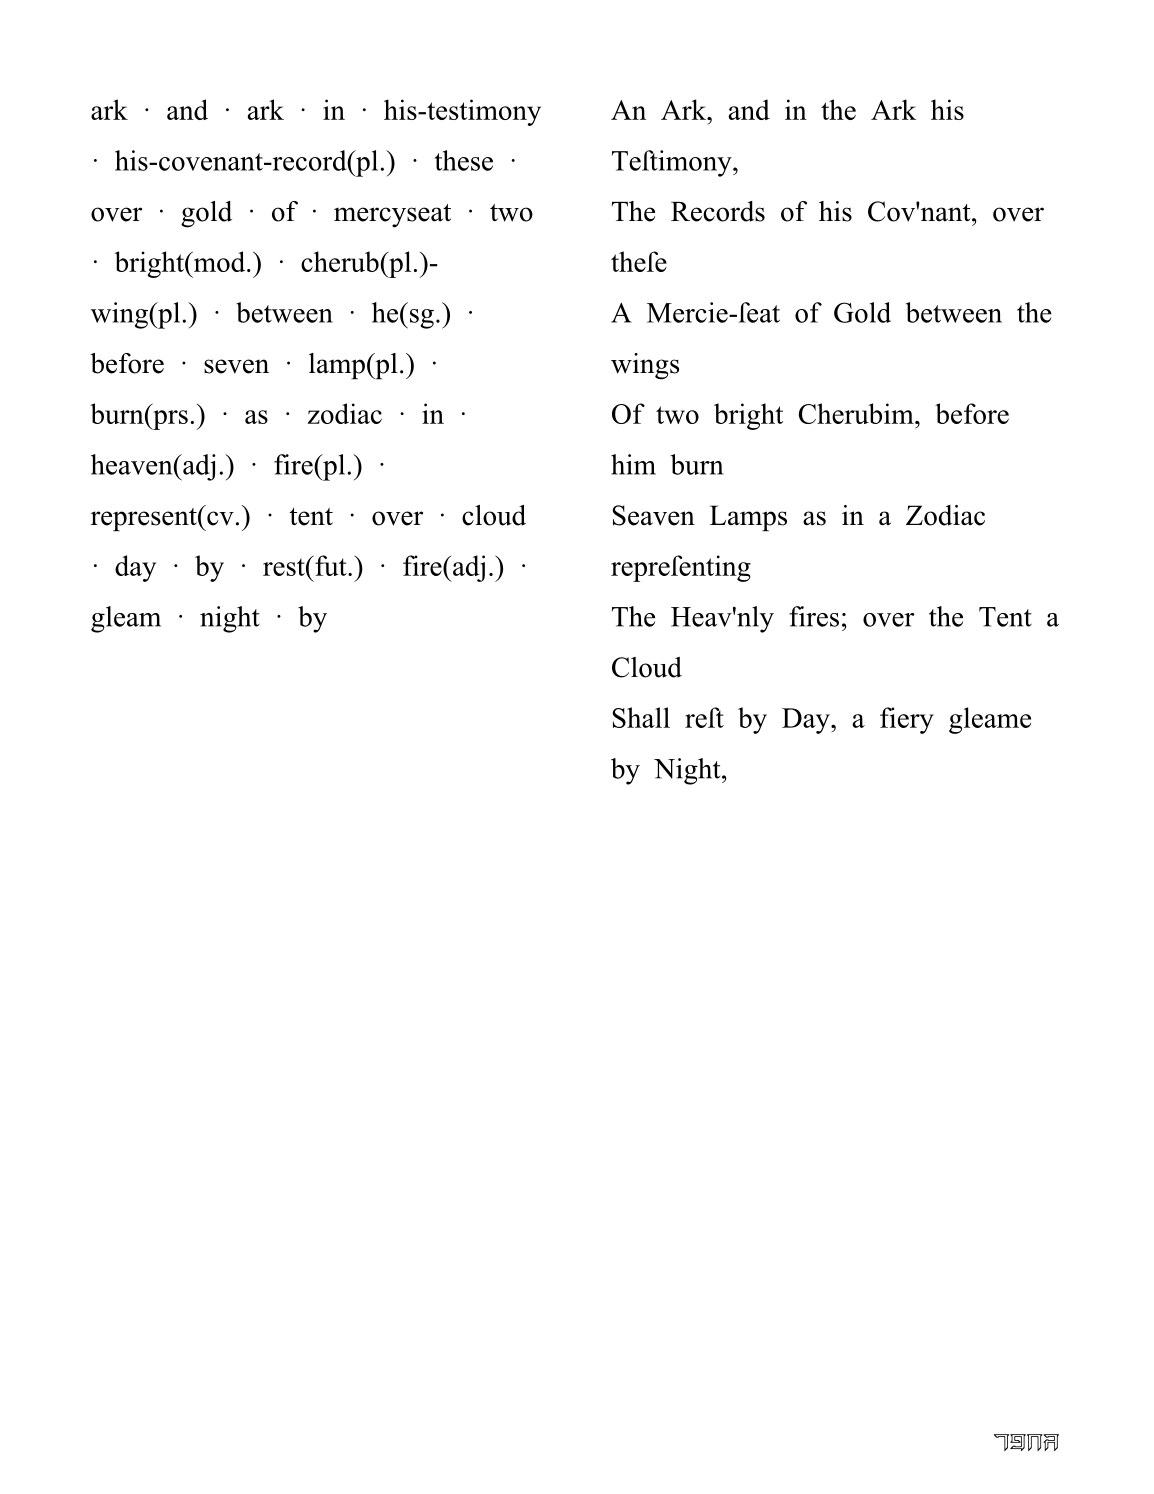 ark · and · ark · in · his-testimony
· his-covenant-record(pl.) · these ·
over · gold · of · mercyseat · two
· bright(mod.) · cherub(pl.)-
wing(pl.) · between · he(sg.) ·
before · seven · lamp(pl.) ·
burn(prs.) · as · zodiac · in ·
heaven(adj.) · fire(pl.) ·
represent(cv.) · tent · over · cloud
· day · by · rest(fut.) · fire(adj.) ·
gleam · night · by
An Ark, and in the Ark his
Teſtimony,
The Records of his Cov'nant, over
theſe
A Mercie-ſeat of Gold between the
wings
Of two bright Cherubim, before
him burn
Seaven Lamps as in a Zodiac
repreſenting
The Heav'nly fires; over the Tent a
Cloud
Shall reſt by Day, a fiery gleame
by Night,